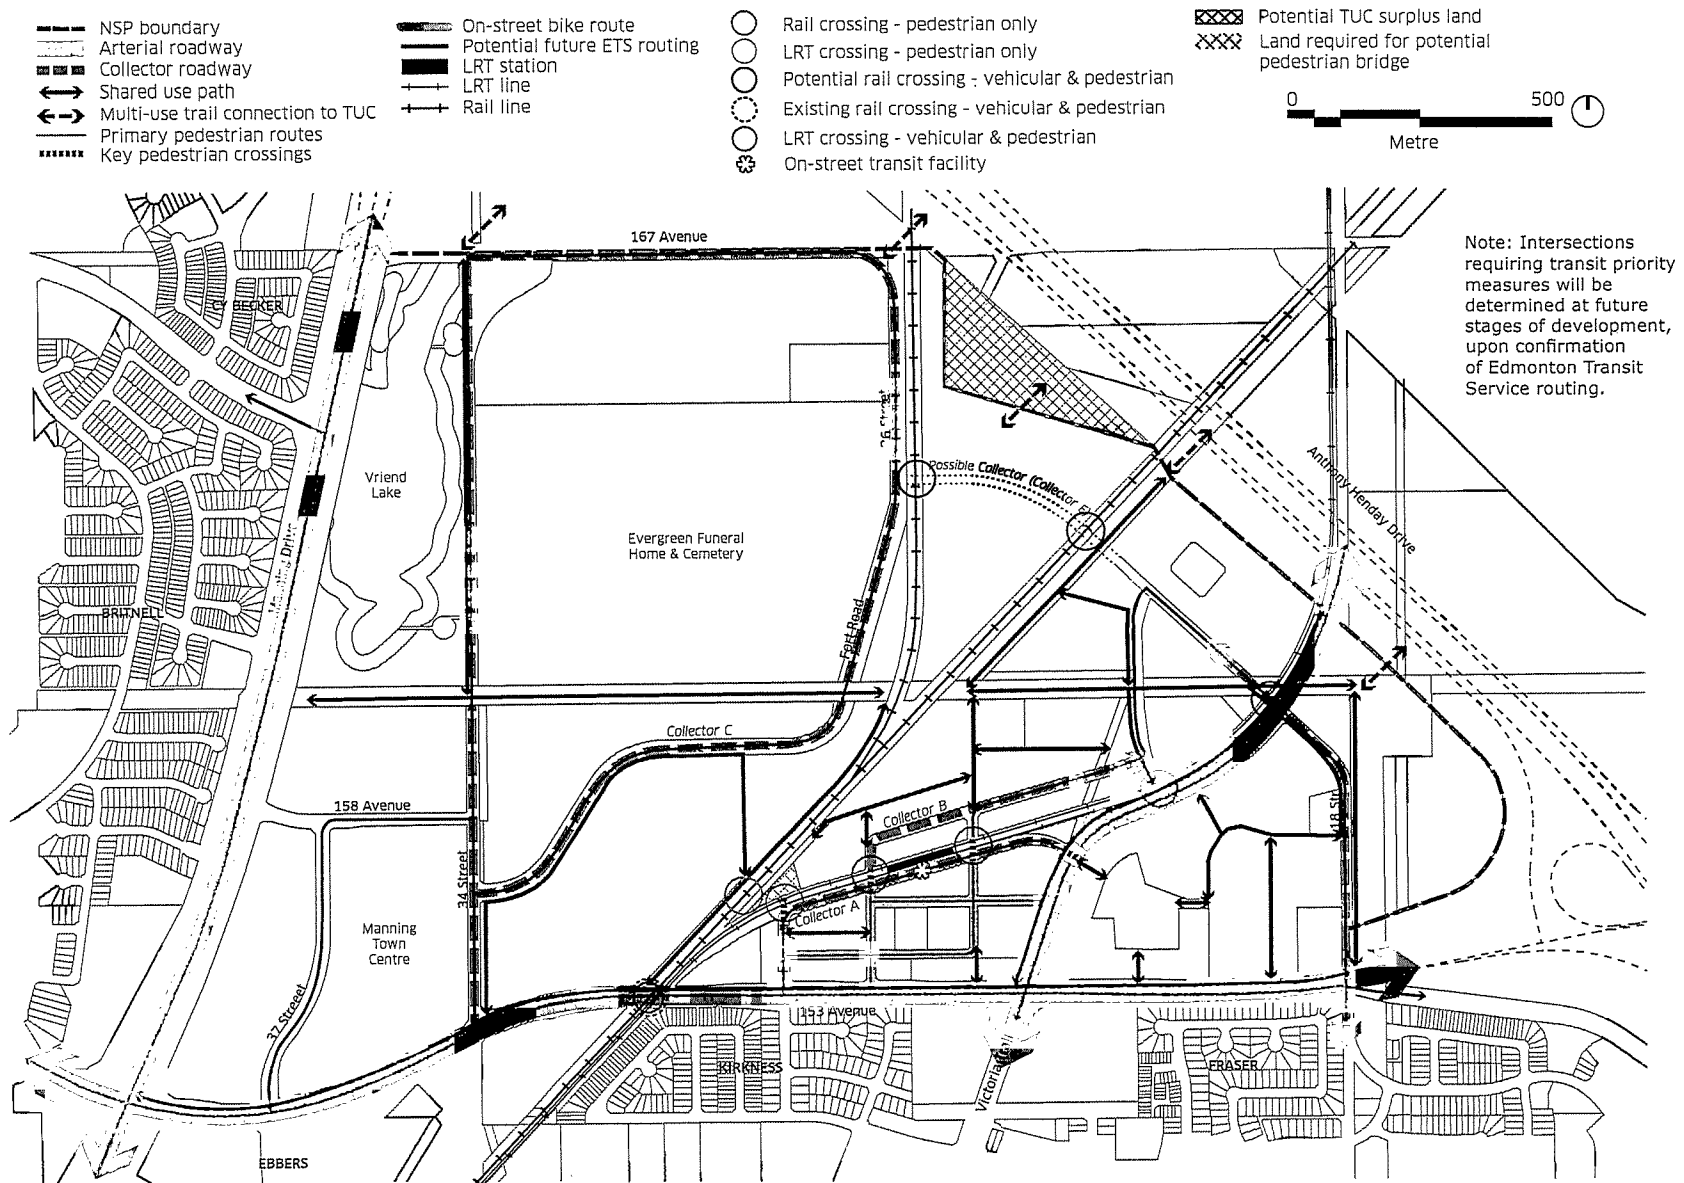 NSP boundary
Arterial roadway
Collector roadway
Shared use path
Multi-use trail connection to TUC
Primary pedestrian routes
Key pedestrian crossings
On-street bike route
Potential future ETS routing
LRT station
LRT line
Rail line
Rail crossing - pedestrian only
LRT crossing - pedestrian only
Potential rail crossing - vehicular & pedestrian
Existing rail crossing - vehicular & pedestrian
LRT crossing - vehicular & pedestrian
On-street transit facility
Potential TUC surplus land
Land required for potential
pedestrian bridge
0 500
Metre
Note: Intersections
requiring transit priority
measures will be
determined at future
stages of development,
upon confirmation
of Edmonton Transit
Service routing.
167 Avenue
CY BECKER
Vriend
Lake
Drive
Evergreen Funeral
Home & Cemetery
Possible Collector (Collector
Anthony Henday Drive
BRITNELL
Fort Road
Collector C
158 Avenue
34 Street
Collector B
Collector A
Manning
Town
Centre
37 Streeet
153 Avenue
KIRKNESS
Victoria
FRASER
EBBERS